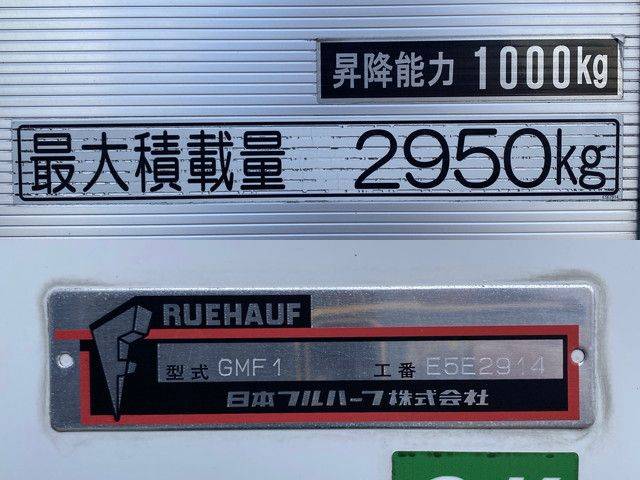 昇降能力 1000kg
最大積載量 2950kg
FRUEHAUF
型式 GMF1 工番 E5E2914
日本フルハーフ株式会社